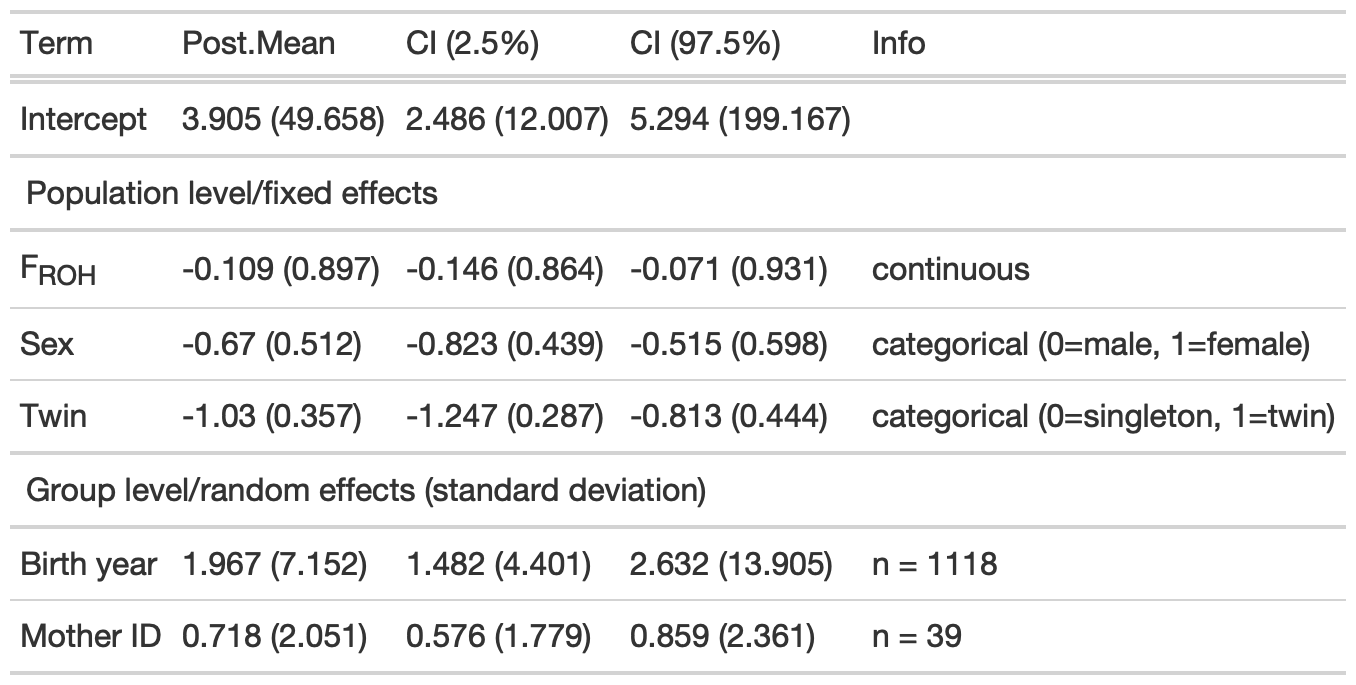 Term Post.Mean CI (2.5%) CI (97.5%) Info
Intercept 3.905 (49.658) 2.486 (12.007) 5.294 (199.167)
Population level/fixed effects
FROH -0.109 (0.897) -0.146 (0.864) -0.071 (0.931) continuous
Sex -0.67 (0.512) -0.823 (0.439) -0.515 (0.598) categorical (0=male, 1=female)
Twin -1.03 (0.357) -1.247 (0.287) -0.813 (0.444) categorical (0=singleton, 1=twin)
Group level/random effects (standard deviation)
Birth year 1.967 (7.152) 1.482 (4.401) 2.632 (13.905) n = 1118
Mother ID 0.718 (2.051) 0.576 (1.779) 0.859 (2.361) n = 39